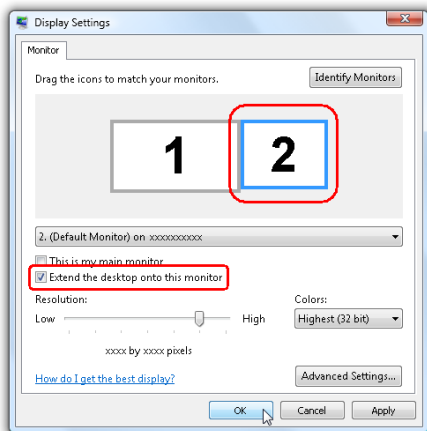 Display Settings
Monitor
Drag the icons to match your monitors.
Identify Monitors
1
2
2. (Default Monitor) on xxxxxxxxxx
This is my main monitor
Extend the desktop onto this monitor
Resolution:
Colors:
Low
High
Highest (32 bit)
xxxx by xxxx pixels
How do I get the best display?
Advanced Settings...
OK
Cancel
Apply